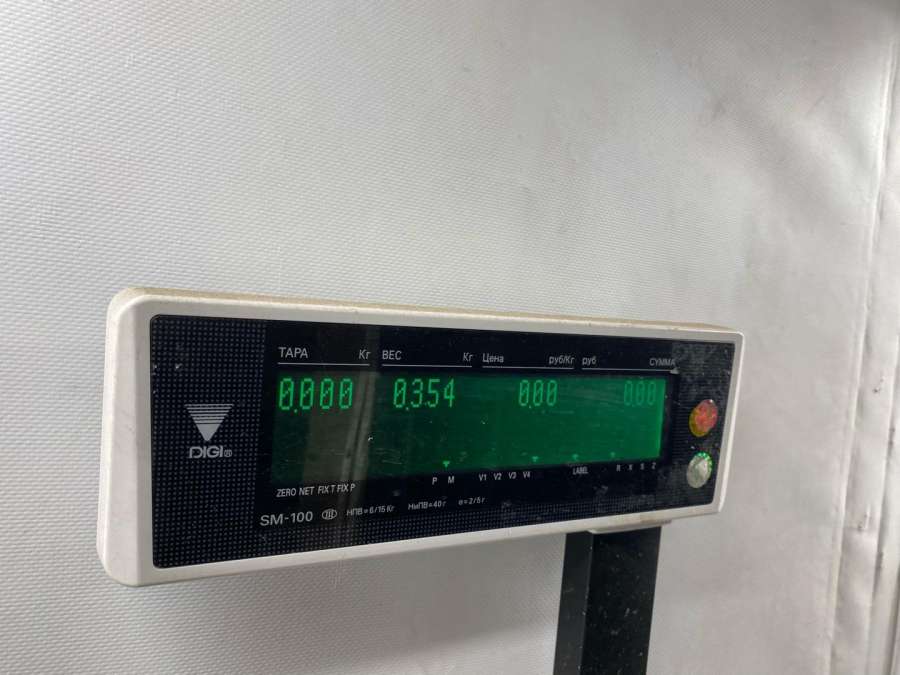 ТАРА Кг ВЕС Кг Цена руб/Кг руб СУММА
0.000 0.354 0.00 0.00
P M V1 V2 V3 V4 LABEL R X S Z
ZERO NET FIX T FIX P
DIGI®
SM-100 НПВ=6/15 Кг НмПВ=40 г e=2/5 г